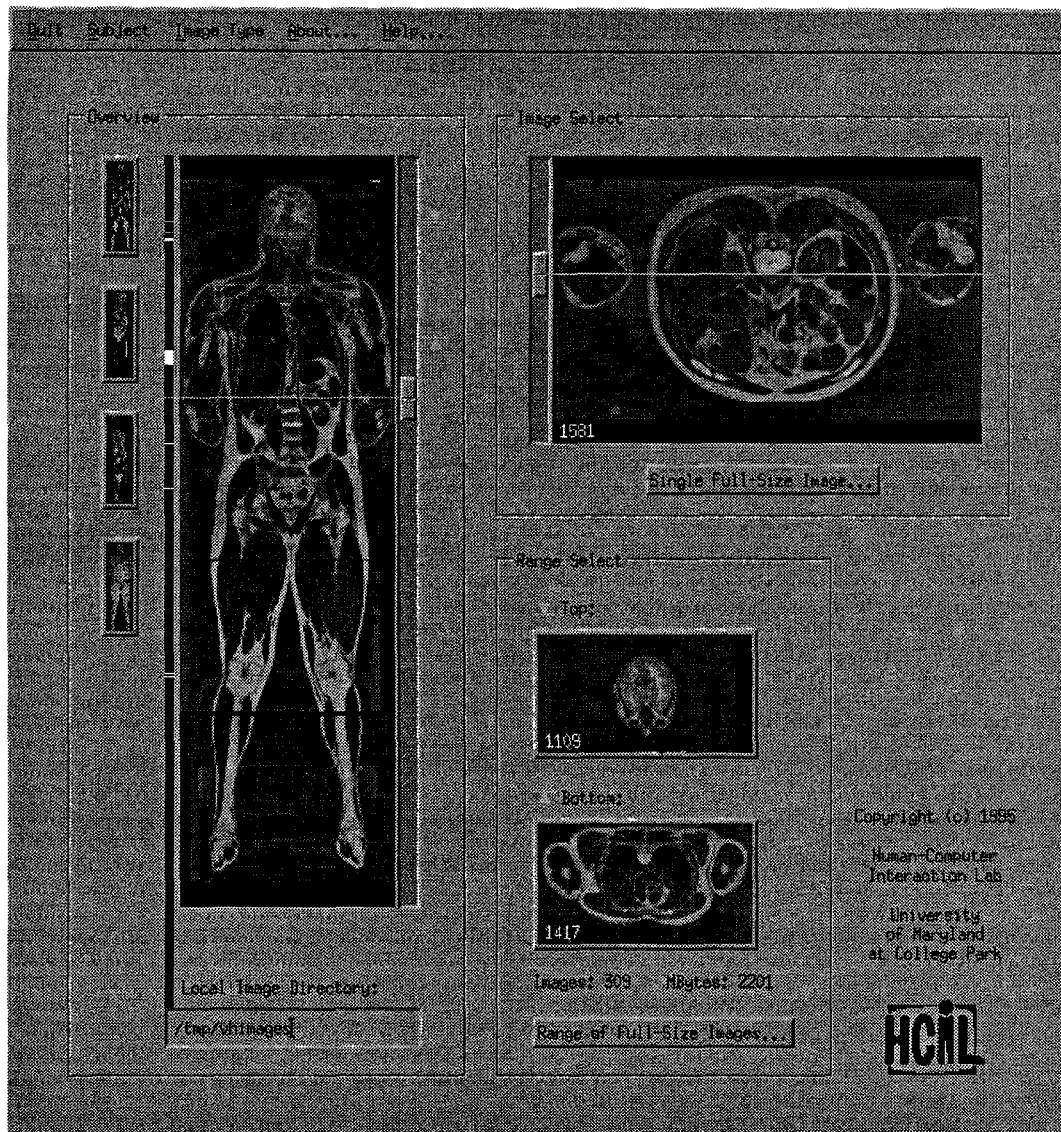 Quit Subject Image Type About... Help...
Overview
Image Select
1581
Single Full-Size Image...
Range Select
Top:
1109
Bottom:
1417
Images: 309 MBytes: 2201
Range of Full-Size Images...
Local Image Directory:
/tmp/vhimages
Copyright (c) 1995
Human-Computer
Interaction Lab
University
of Maryland
at College Park
HCIL